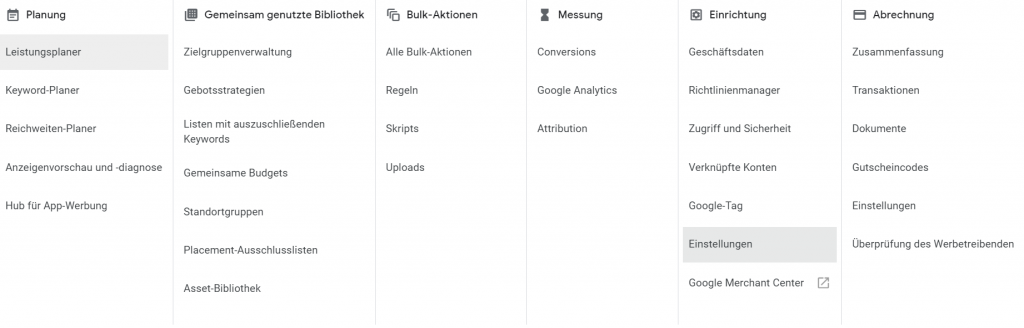 Planung
Leistungsplaner
Keyword-Planer
Reichweiten-Planer
Anzeigenvorschau und -diagnose
Hub für App-Werbung
Gemeinsam genutzte Bibliothek
Zielgruppenverwaltung
Gebotsstrategien
Listen mit auszuschließenden
Keywords
Gemeinsame Budgets
Standortgruppen
Placement-Ausschlusslisten
Asset-Bibliothek
Bulk-Aktionen
Alle Bulk-Aktionen
Regeln
Skripts
Uploads
Messung
Conversions
Google Analytics
Attribution
Einrichtung
Geschäftsdaten
Richtlinienmanager
Zugriff und Sicherheit
Verknüpfte Konten
Google-Tag
Einstellungen
Google Merchant Center
Abrechnung
Zusammenfassung
Transaktionen
Dokumente
Gutscheincodes
Einstellungen
Überprüfung des Werbetreibenden